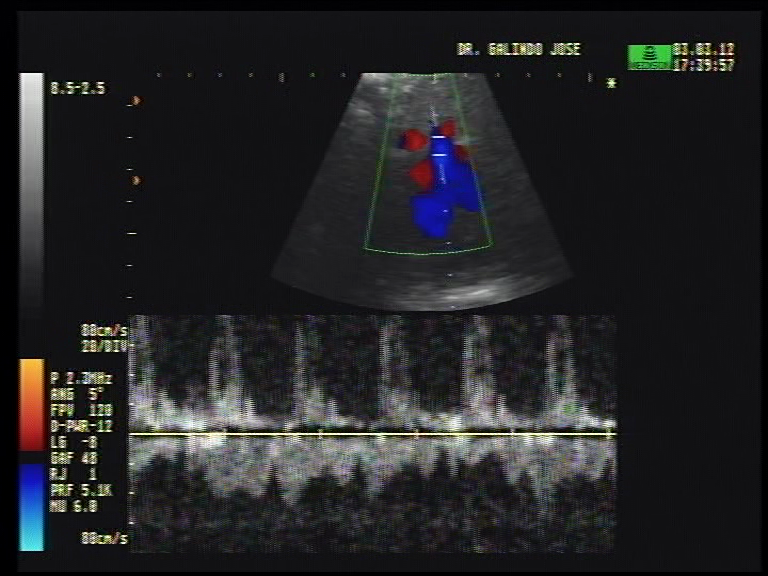 DR. GALINDO JOSE
03.03.12
17:39:57
8.5-2.5
80cm/s
20/DIV
P 2.3MHz
ANG 5°
FPV 120
D-PWR-12
LG -8
GAF 48
RJ 1
PRF 5.1K
MU 6.0
80cm/s